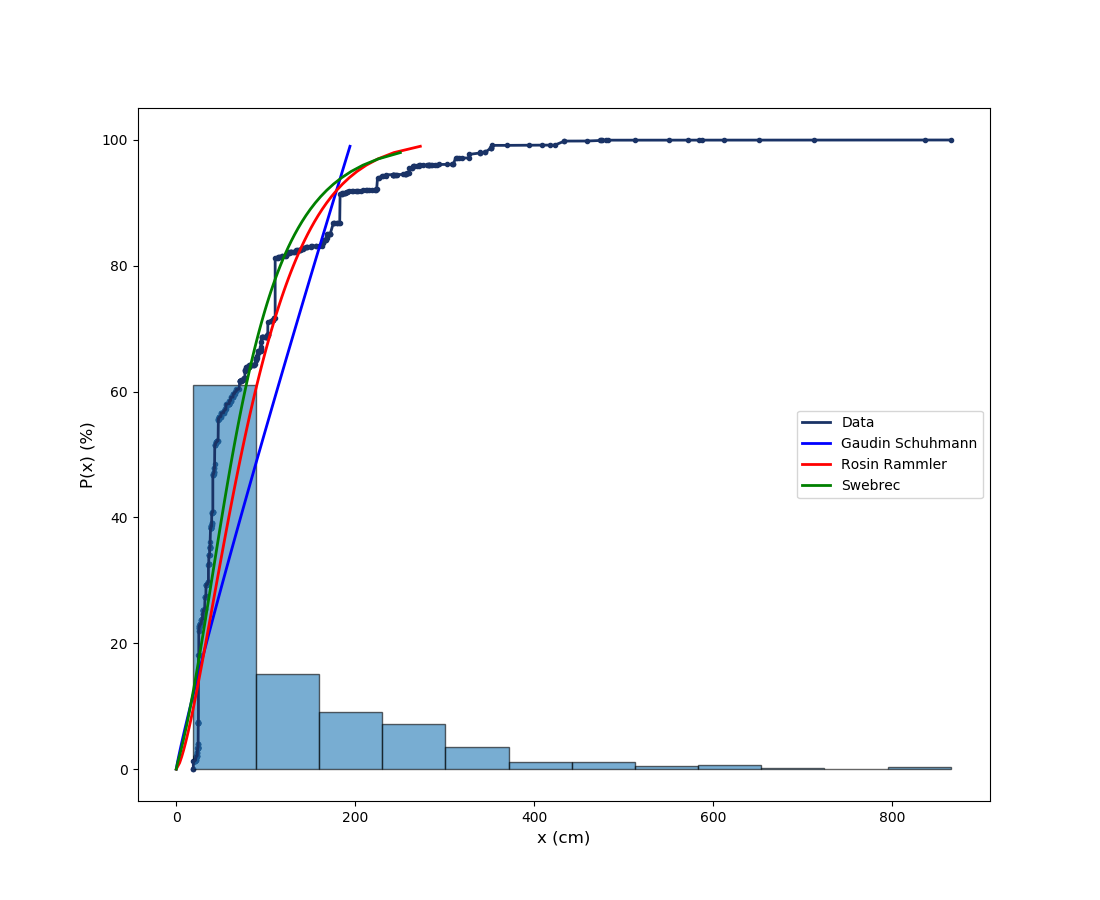 100
80
60
40
20
0
P(x) (%)
Data
Gaudin Schuhmann
Rosin Rammler
Swebrec
0 200 400 600 800
x (cm)